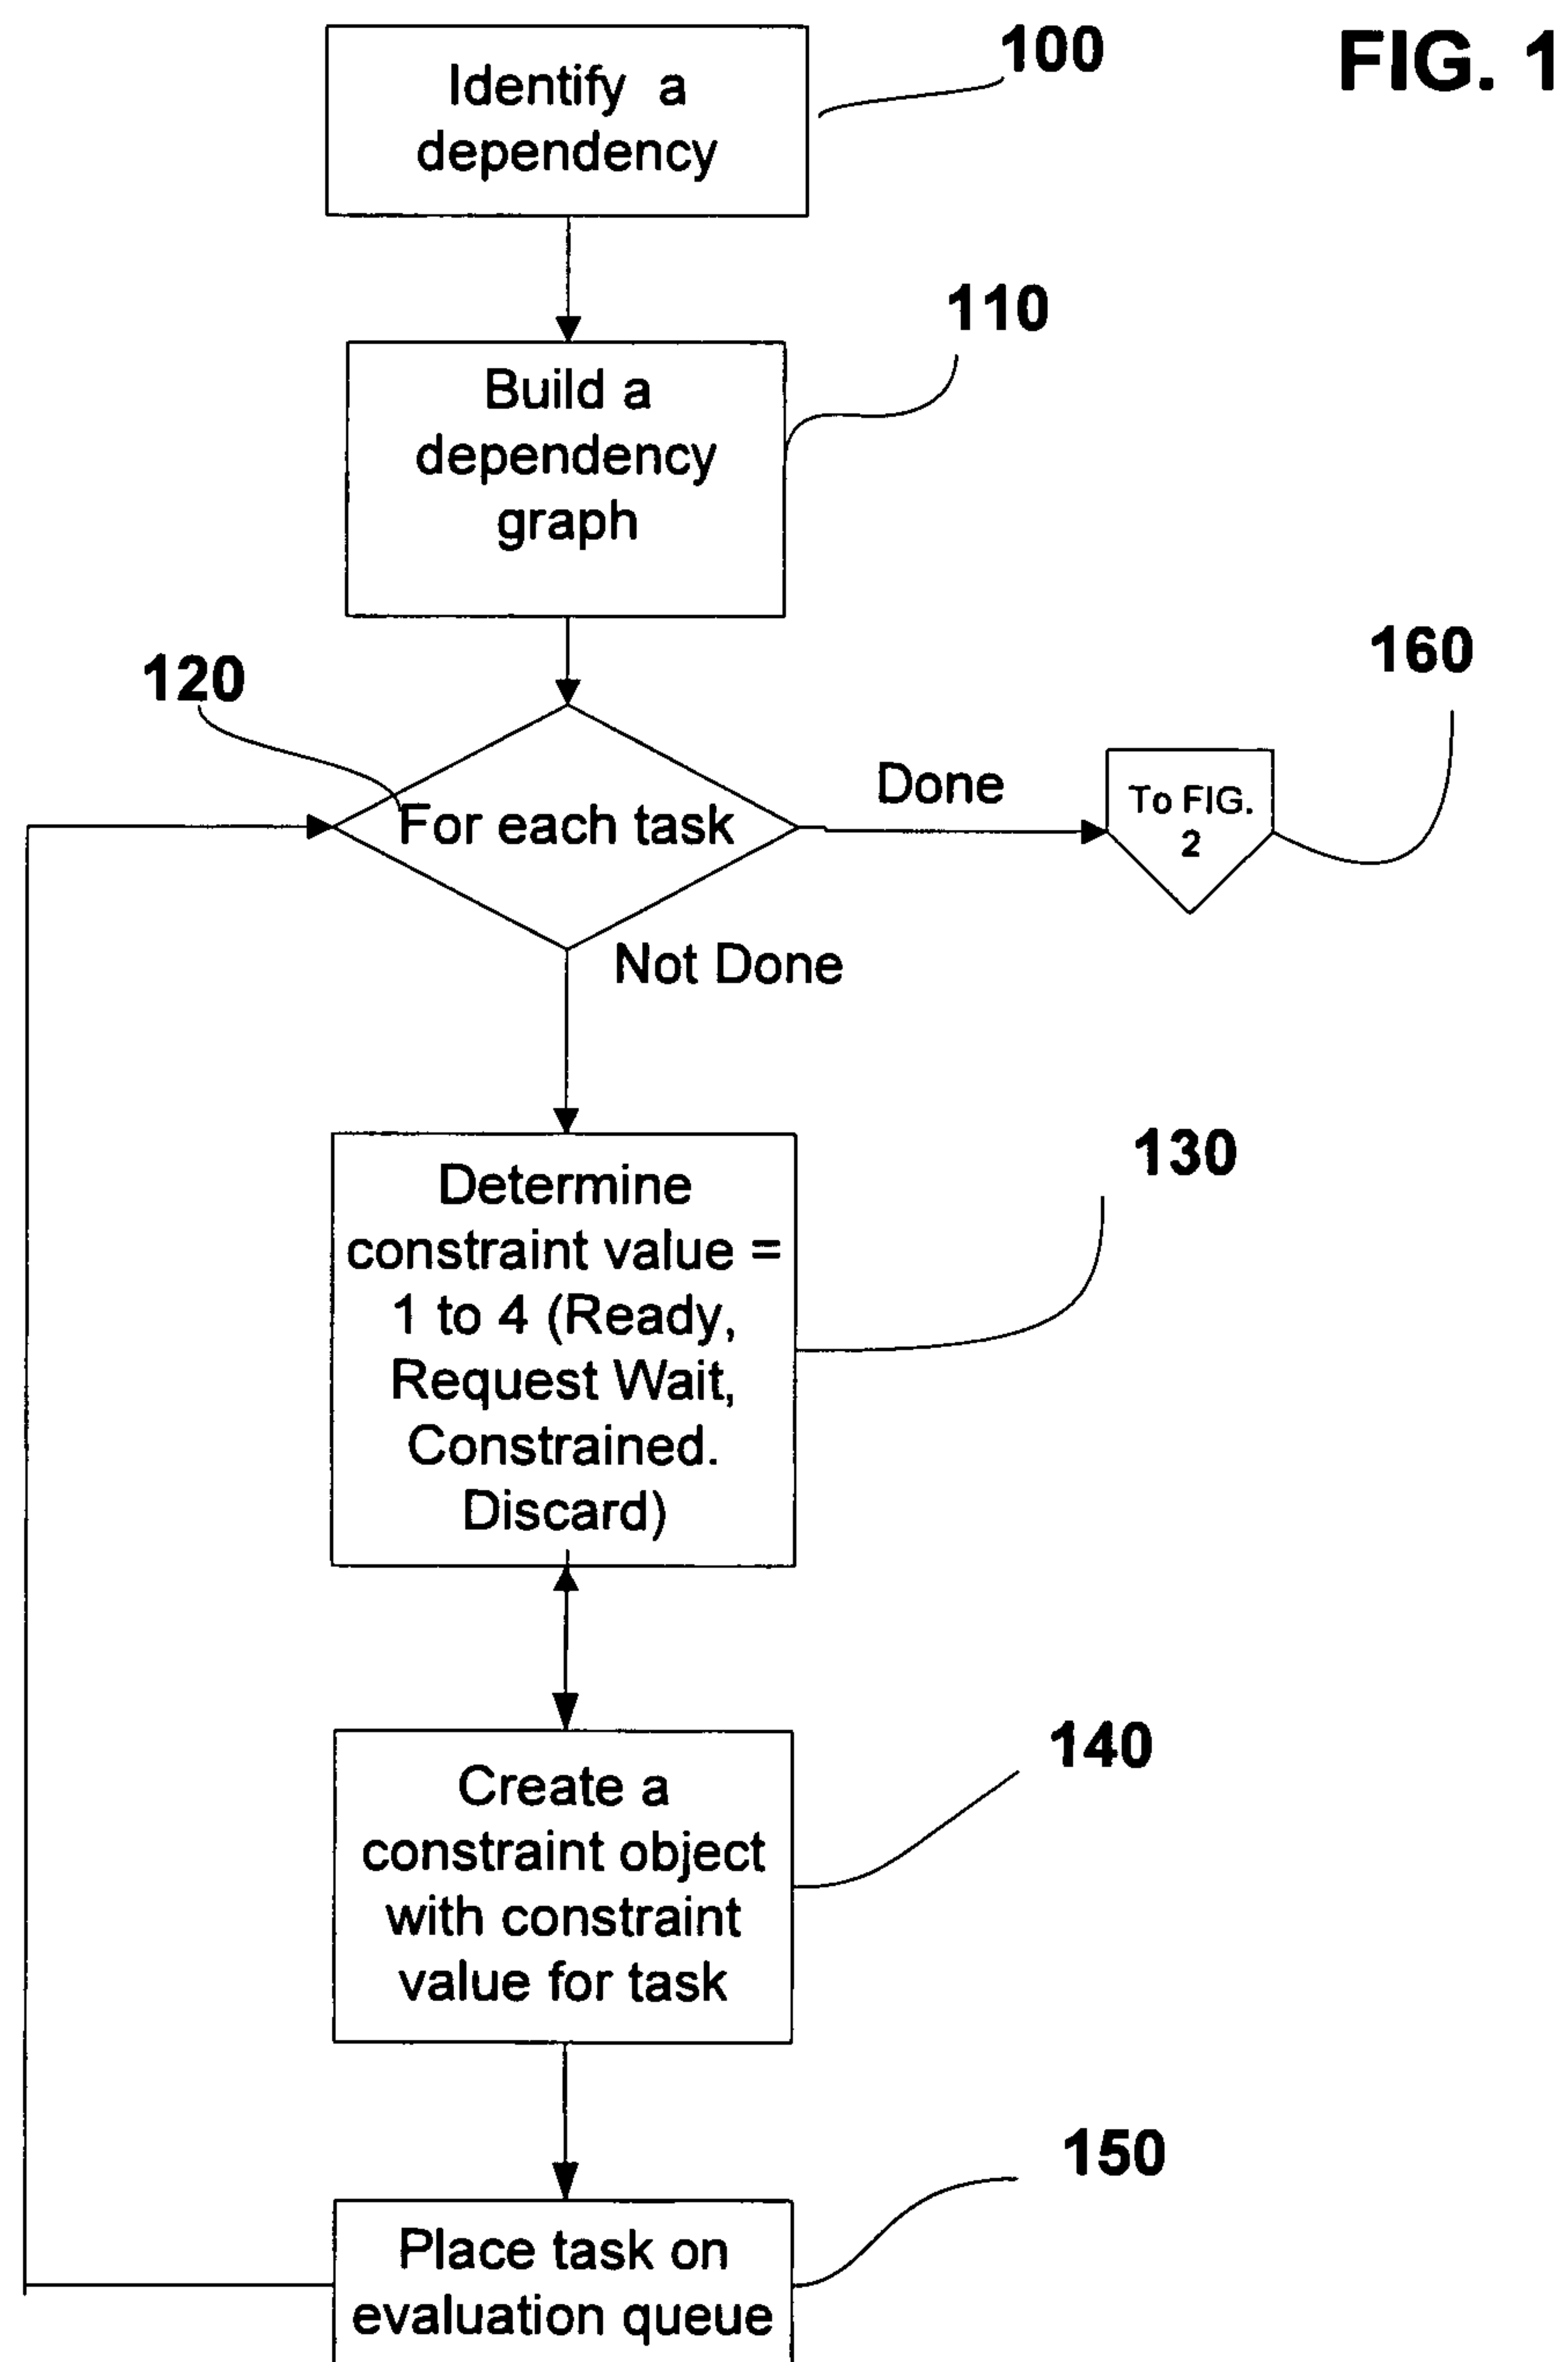 FIG. 1
100
Identify a
dependency
110
Build a
dependency
graph
120
160
For each task
Done
To FIG.
2
Not Done
130
Determine
constraint value =
1 to 4 (Ready,
Request Wait,
Constrained.
Discard)
140
Create a
constraint object
with constraint
value for task
150
Place task on
evaluation queue